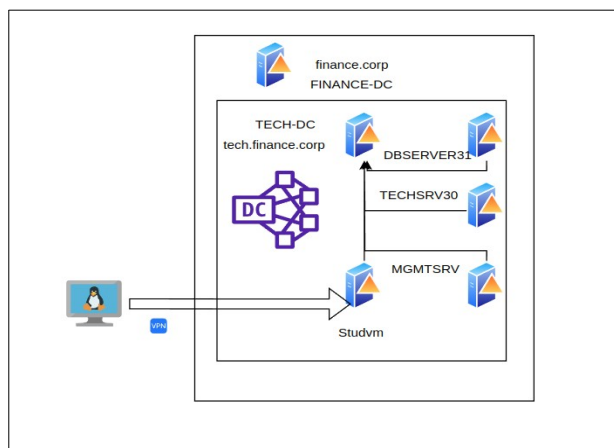 finance.corp
FINANCE-DC
TECH-DC
tech.finance.corp
DBSERVER31
DC
TECHSRV30
MGMTSRV
VPN
Studvm